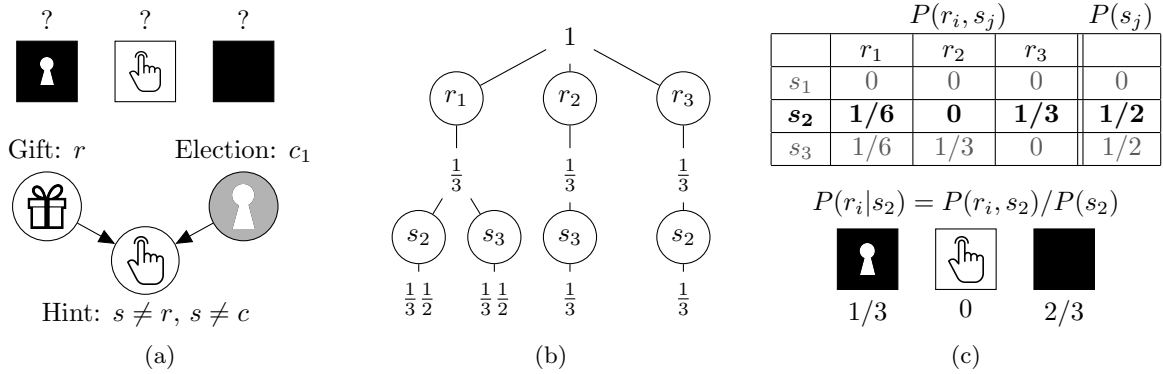 ? ? ?
Gift: r Election: c₁
Hint: s ≠ r, s ≠ c
(a)
1
r₁ r₂ r₃
1/3 1/3 1/3
s₂ s₃ s₃ s₂
1/3 1/2 1/3 1/2 1/3 1/3
(b)
P(rᵢ, sⱼ) P(sⱼ)
r₁ r₂ r₃
s₁ 0 0 0 0
s₂ 1/6 0 1/3 1/2
s₃ 1/6 1/3 0 1/2
P(rᵢ|s₂) = P(rᵢ, s₂)/P(s₂)
1/3 0 2/3
(c)